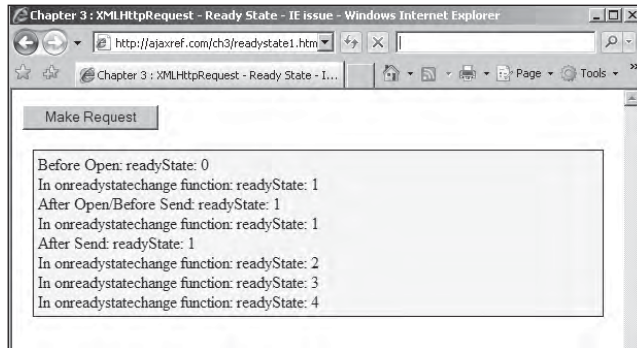 Chapter 3 : XMLHttpRequest - Ready State - IE issue - Windows Internet Explorer
http://ajaxref.com/ch3/readystate1.htm
Chapter 3 : XMLHttpRequest - Ready State - I...
Page
Tools
Make Request
Before Open: readyState: 0
In onreadystatechange function: readyState: 1
After Open/Before Send: readyState: 1
In onreadystatechange function: readyState: 1
After Send: readyState: 1
In onreadystatechange function: readyState: 2
In onreadystatechange function: readyState: 3
In onreadystatechange function: readyState: 4